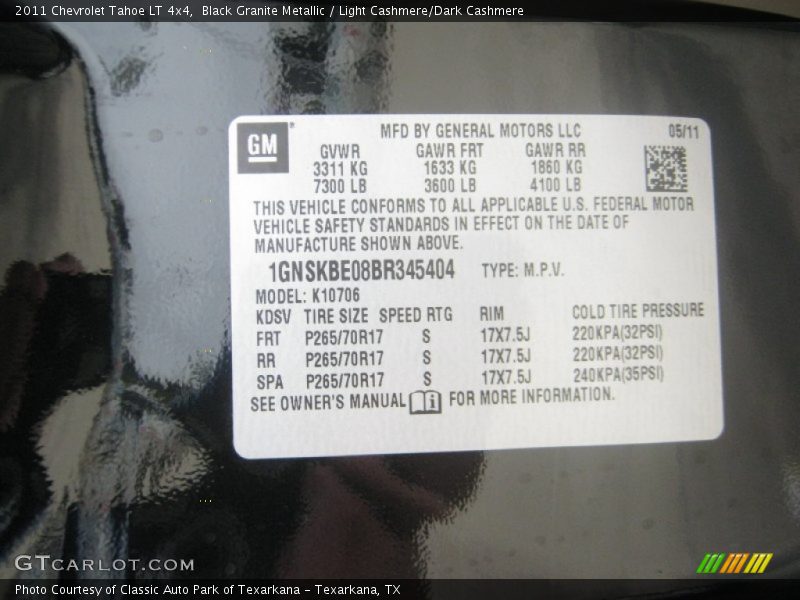 2011 Chevrolet Tahoe LT 4x4, Black Granite Metallic / Light Cashmere/Dark Cashmere
GM MFD BY GENERAL MOTORS LLC 05/11
GVWR GAWR FRT GAWR RR
3311 KG 1633 KG 1860 KG
7300 LB 3600 LB 4100 LB
THIS VEHICLE CONFORMS TO ALL APPLICABLE U.S. FEDERAL MOTOR
VEHICLE SAFETY STANDARDS IN EFFECT ON THE DATE OF
MANUFACTURE SHOWN ABOVE.
1GNSKBE08BR345404 TYPE: M.P.V.
MODEL: K10706
KDSV TIRE SIZE SPEED RTG RIM COLD TIRE PRESSURE
FRT P265/70R17 S 17X7.5J 220KPA(32PSI)
RR P265/70R17 S 17X7.5J 220KPA(32PSI)
SPA P265/70R17 S 17X7.5J 240KPA(35PSI)
SEE OWNER'S MANUAL FOR MORE INFORMATION.
GTCARLOT.COM
Photo Courtesy of Classic Auto Park of Texarkana - Texarkana, TX